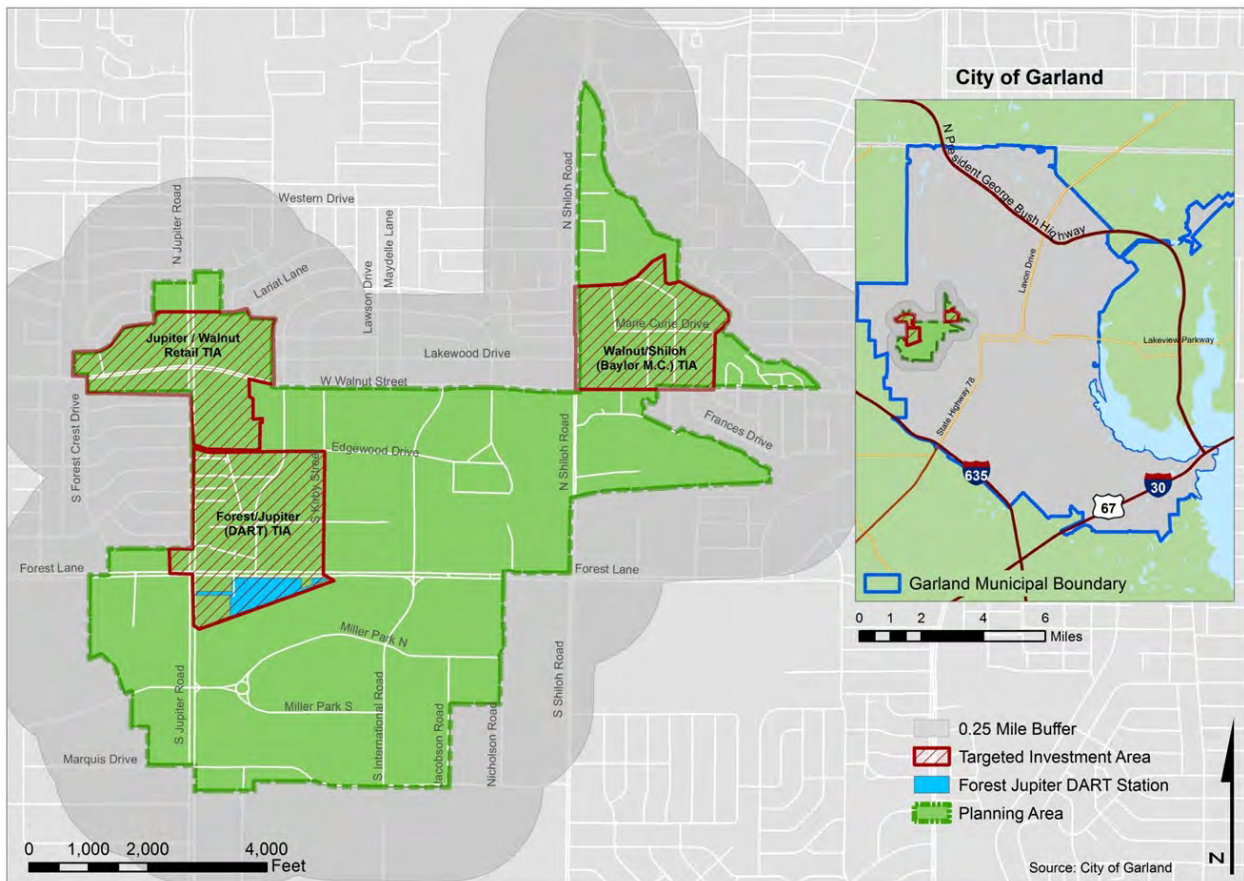 City of Garland
N President George Bush Highway
Lavon Drive
Lakeview Parkway
State Highway 78
635
67
30
Garland Municipal Boundary
0 1 2 4 6
Miles
N Shiloh Road
Western Drive
N Jupiter Road
Maydelle Lane
Lariat Lane
Lawson Drive
Marie Curie Drive
Jupiter / Walnut
Retail TIA
Lakewood Drive
Walnut/Shiloh
(Baylor M.C.) TIA
W Walnut Street
S Forest Crest Drive
Frances Drive
Edgewood Drive
N Shiloh Road
S Kirby Street
Forest/Jupiter
(DART) TIA
Forest Lane
Forest Lane
Miller Park N
S Jupiter Road
S Shiloh Road
Miller Park S
S International Road
Jacobson Road
Nicholson Road
Marquis Drive
0.25 Mile Buffer
Targeted Investment Area
Forest Jupiter DART Station
Planning Area
0 1,000 2,000 4,000
Feet
Source: City of Garland
N